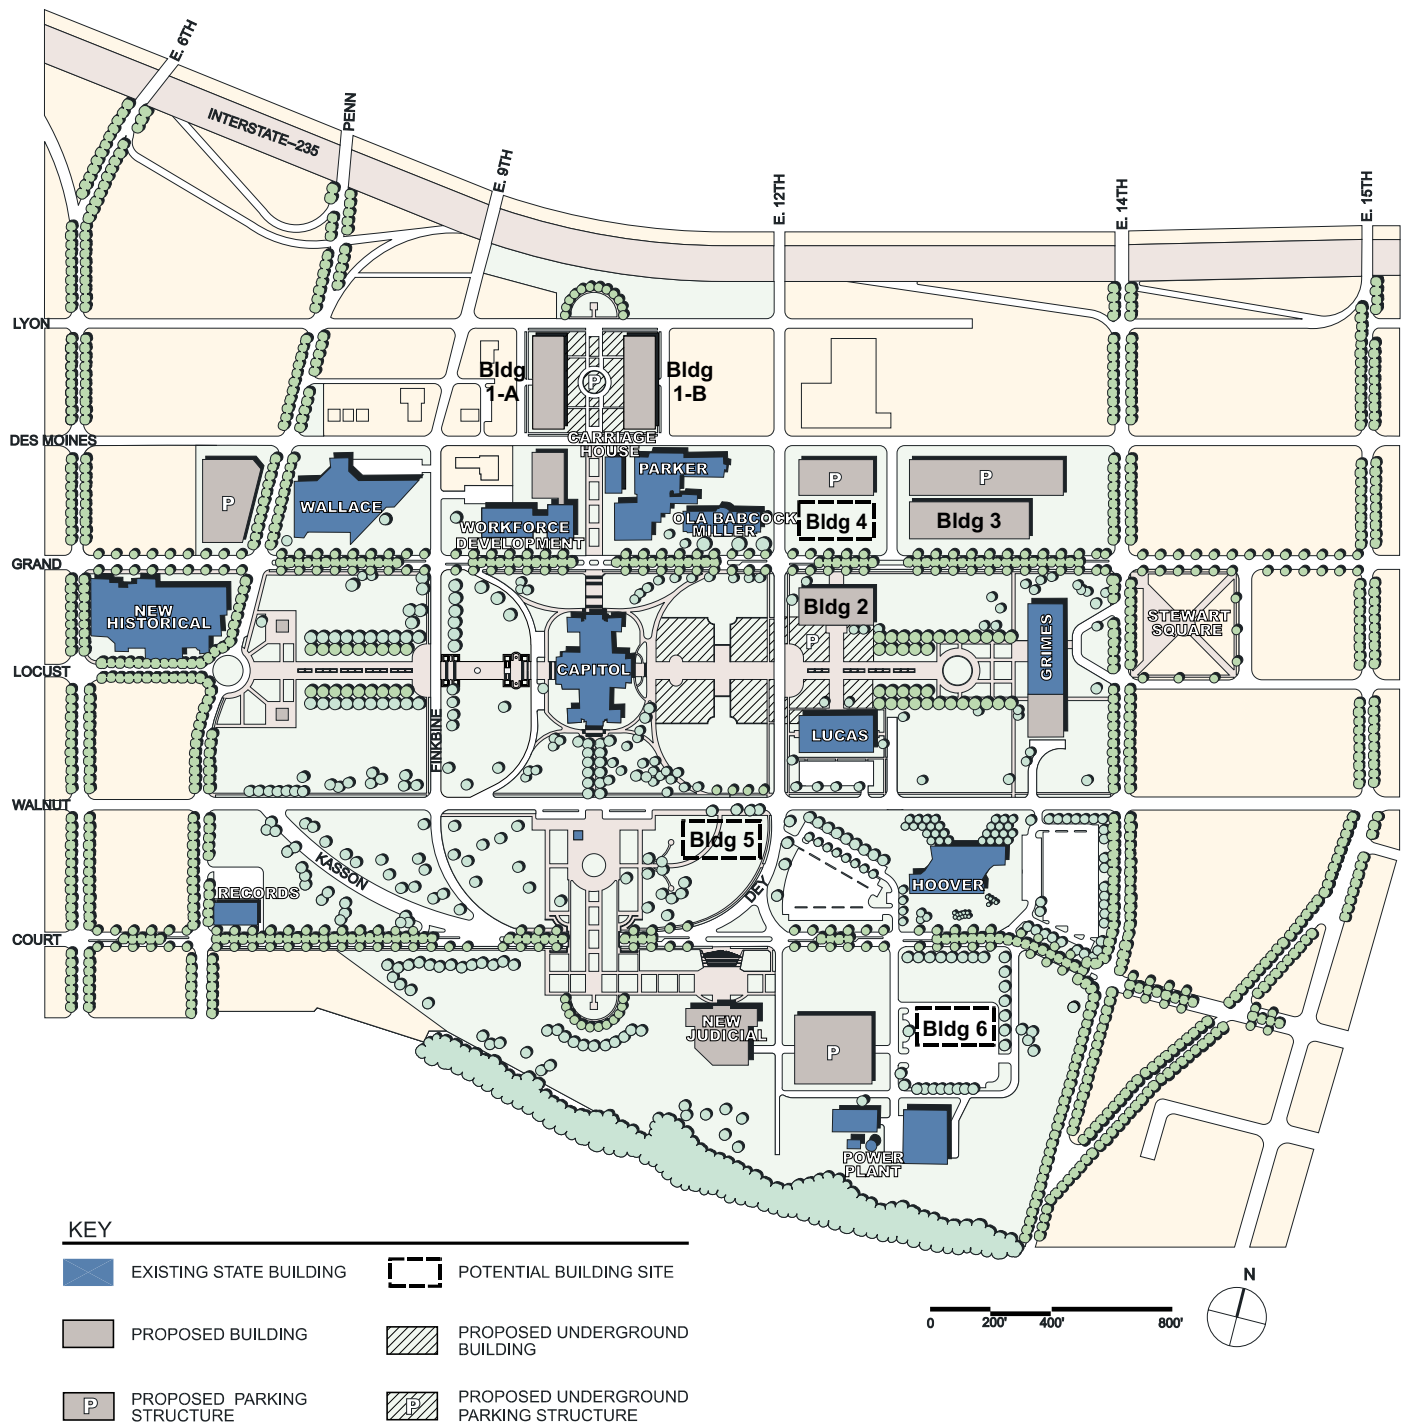 E. 6TH
INTERSTATE–235
PENN
E. 9TH
E. 12TH
E. 14TH
E. 15TH
LYON
Bldg
1-A
P
Bldg
1-B
DES MOINES
CARRIAGE
HOUSE
PARKER
P
WALLACE
WORKFORCE
DEVELOPMENT
OLA BABCOCK
MILLER
P
Bldg 4
P
Bldg 3
GRAND
NEW
HISTORICAL
Bldg 2
P
STEWART
SQUARE
GRIMES
LOCUST
CAPITOL
FINKBINE
LUCAS
WALNUT
KASSON
Bldg 5
DEY
HOOVER
RECORDS
COURT
NEW
JUDICIAL
P
Bldg 6
POWER
PLANT
KEY
EXISTING STATE BUILDING
POTENTIAL BUILDING SITE
PROPOSED BUILDING
PROPOSED UNDERGROUND
BUILDING
P
PROPOSED PARKING
STRUCTURE
P
PROPOSED UNDERGROUND
PARKING STRUCTURE
0 200' 400' 800'
N